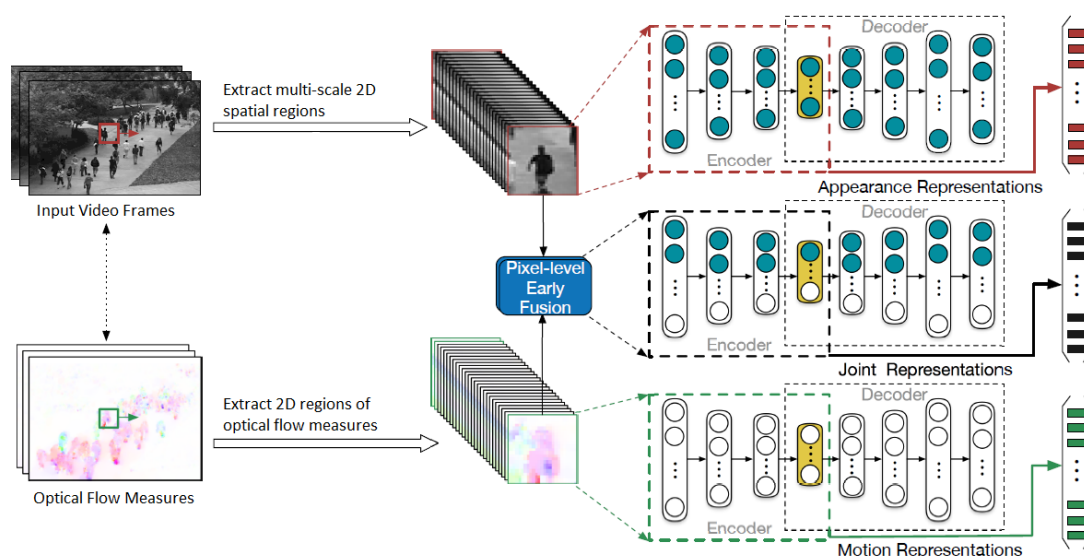 Decoder
Extract multi-scale 2D
spatial regions
Encoder
Appearance Representations
Input Video Frames
Decoder
Pixel-level
Early
Fusion
Encoder
Joint Representations
Extract 2D regions of
optical flow measures
Decoder
Optical Flow Measures
Encoder
Motion Representations